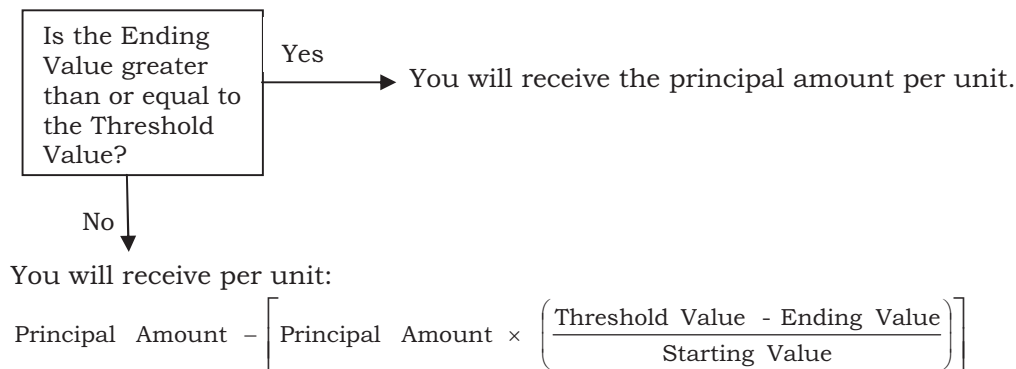 Is the Ending
Value greater
than or equal to
the Threshold
Value?
Yes
You will receive the principal amount per unit.
No
You will receive per unit:
Principal Amount – [Principal Amount × (Threshold Value - Ending Value / Starting Value)]